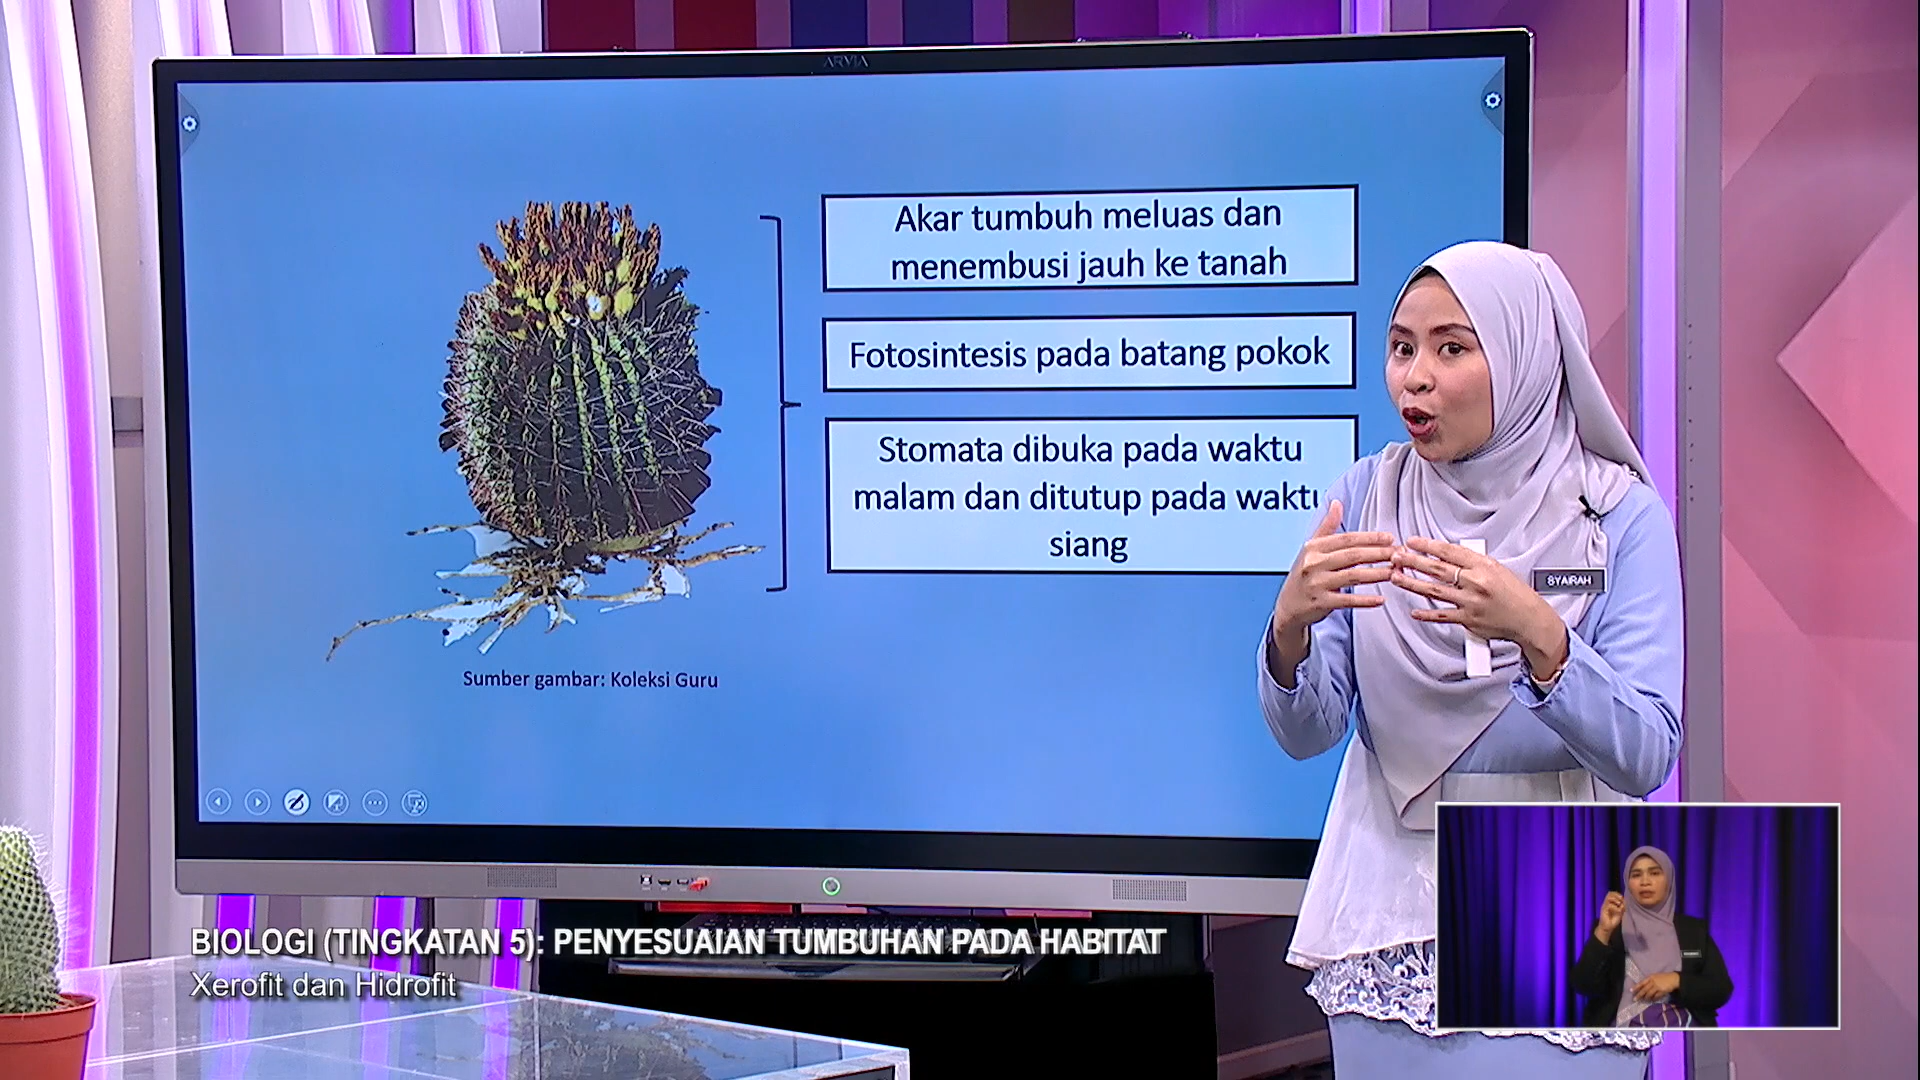 ARVIA
Akar tumbuh meluas dan
menembusi jauh ke tanah
Fotosintesis pada batang pokok
Stomata dibuka pada waktu
malam dan ditutup pada waktu
siang
Sumber gambar: Koleksi Guru
SYAIRAH
BIOLOGI (TINGKATAN 5): PENYESUAIAN TUMBUHAN PADA HABITAT
Xerofit dan Hidrofit